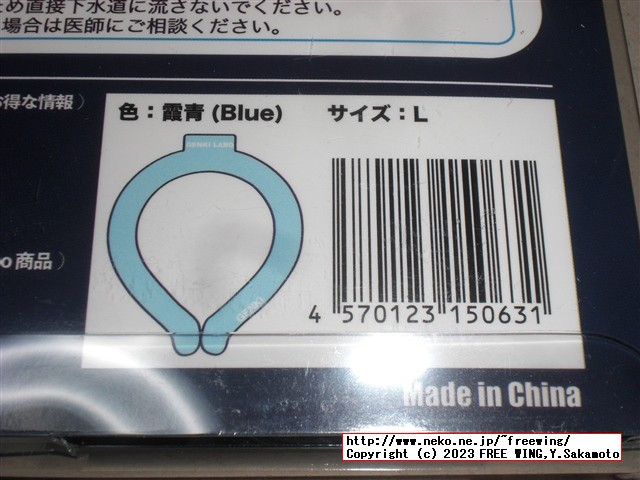 め直接下水道に流さないでください。
場合は医師にご相談ください。
お得な情報）
色：霞青 (Blue)
サイズ：L
GENKI LABO
o 商品）
GENKI
4 570123 150631
Made in China
http://www.neko.ne.jp/~freewing/
Copyright (c) 2023 FREE WING,Y.Sakamoto